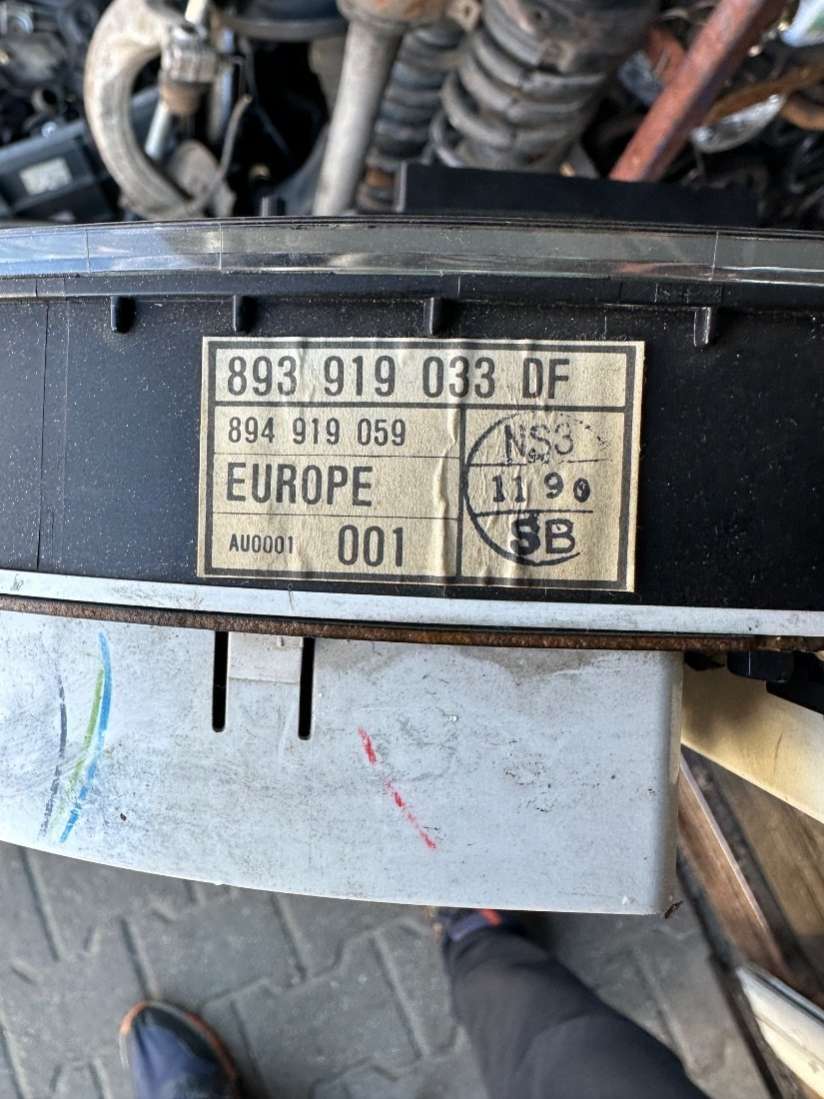 893 919 033 DF
894 919 059
EUROPE
AU0001 001
NS3
11 90
SB